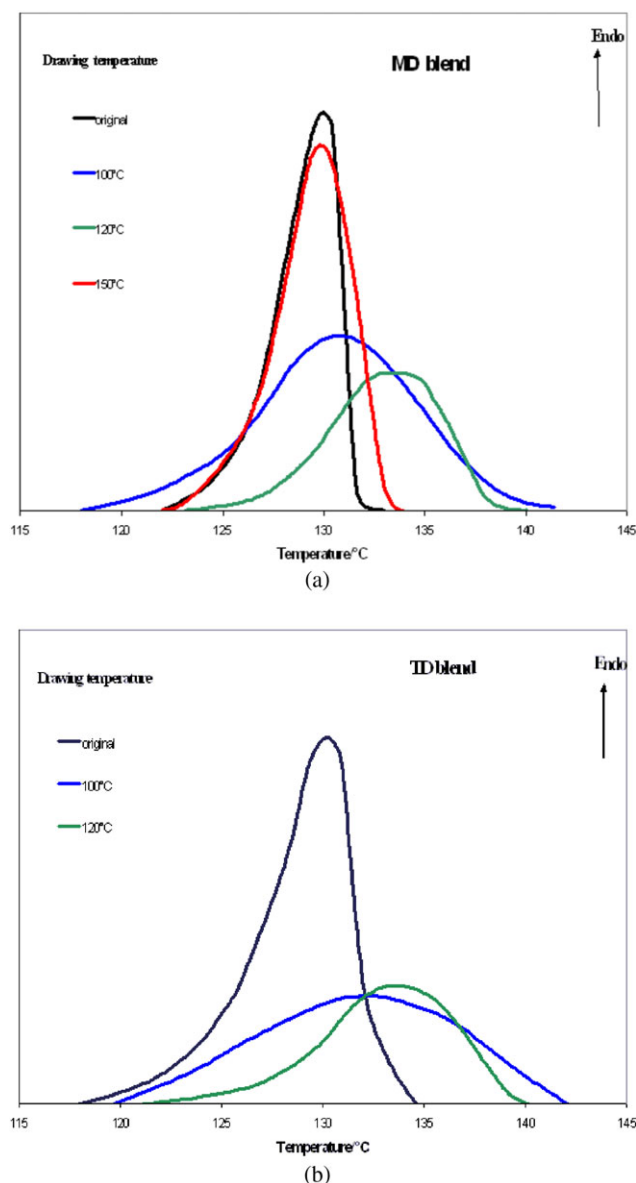 Endo
Drawing temperature
MD blend
original
100°C
120°C
150°C
115 120 125 130 135 140 145
Temperature/°C
(a)
Endo
Drawing temperature
TD blend
original
100°C
120°C
115 120 125 130 135 140 145
Temperature/°C
(b)